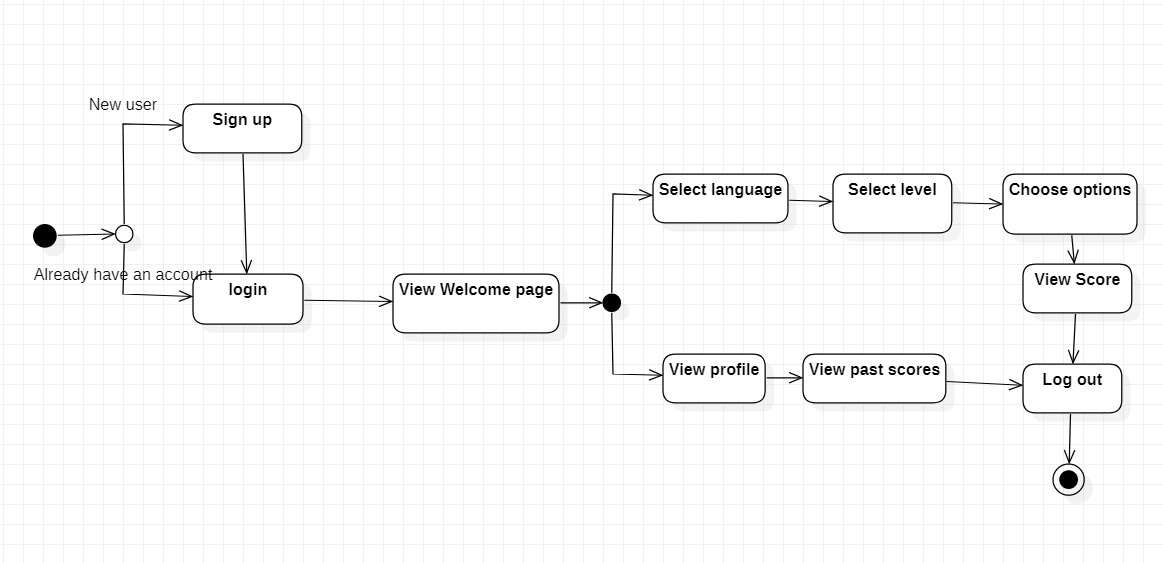 New user
Sign up
Already have an account
login
View Welcome page
Select language
Select level
Choose options
View Score
View profile
View past scores
Log out